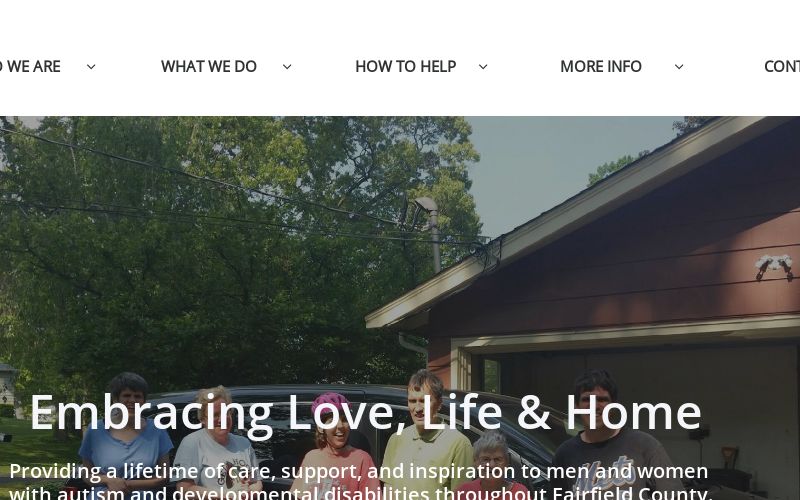 WE ARE WHAT WE DO HOW TO HELP MORE INFO
Embracing Love, Life & Home
Providing a lifetime of care, support, and inspiration to men and women
with autism and developmental disabilities throughout Fairfield County
Mets